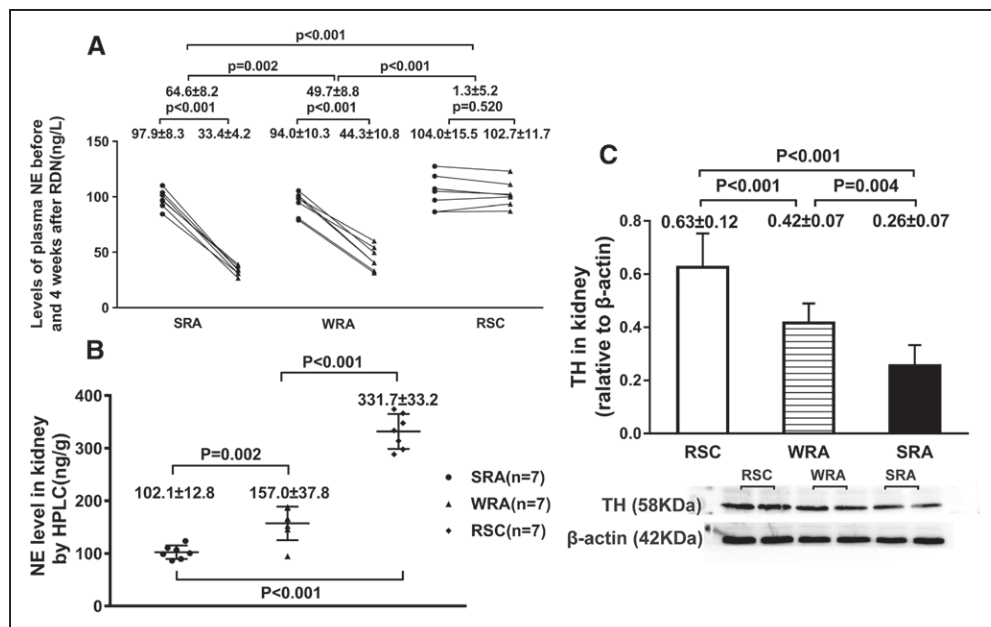 A
p<0.001
p=0.002
p<0.001
64.6±8.2
49.7±8.8
1.3±5.2
p<0.001
p<0.001
p=0.520
97.9±8.3 33.4±4.2 94.0±10.3 44.3±10.8 104.0±15.5 102.7±11.7
Levels of plasma NE before
and 4 weeks after RDN(ng/L)
150
100
50
0
SRA
WRA
RSC
B
P<0.001
331.7±33.2
P=0.002
102.1±12.8
157.0±37.8
P<0.001
NE level in kidney
by HPLC(ng/g)
400
300
200
100
0
SRA(n=7)
WRA(n=7)
RSC(n=7)
C
P<0.001
P<0.001
P=0.004
0.63±0.12
0.42±0.07
0.26±0.07
TH in kidney
(ralative to β-actin)
0.8
0.6
0.4
0.2
0.0
RSC
WRA
SRA
RSC
WRA
SRA
TH (58KDa)
β-actin (42KDa)